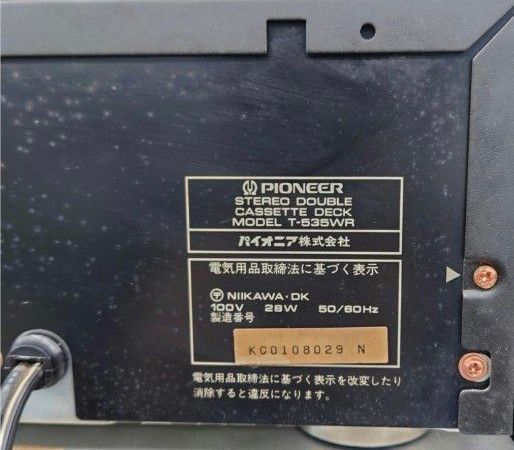 PIONEER
STEREO DOUBLE
CASSETTE DECK
MODEL T-535WR
パイオニア株式会社
電気用品取締法に基づく表示
〒 NIIKAWA・DK
100V 28W 50/60Hz
製造番号
KC0108029 N
電気用品取締法に基づく表示を改変したり
消除すると違反になります。